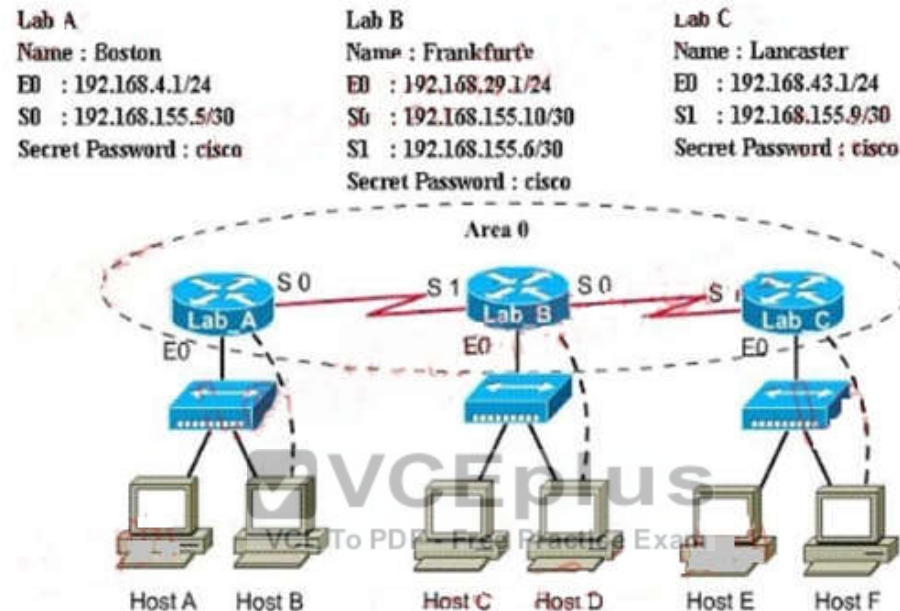 Lab A
Name : Boston
E0 : 192.168.4.1/24
S0 : 192.168.155.5/30
Secret Password : cisco
Lab B
Name : Frankfurt
E0 : 192.168.29.1/24
S0 : 192.168.155.10/30
S1 : 192.168.155.6/30
Secret Password : cisco
Lab C
Name : Lancaster
E0 : 192.168.43.1/24
S1 : 192.168.155.9/30
Secret Password : cisco
Area 0
S 0
S 1
S 0
Lab A
Lab B
Lab C
E0
E0
E0
VCEplus
VCE To PDF - Free Practice Exam
Host A
Host B
Host C
Host D
Host E
Host F